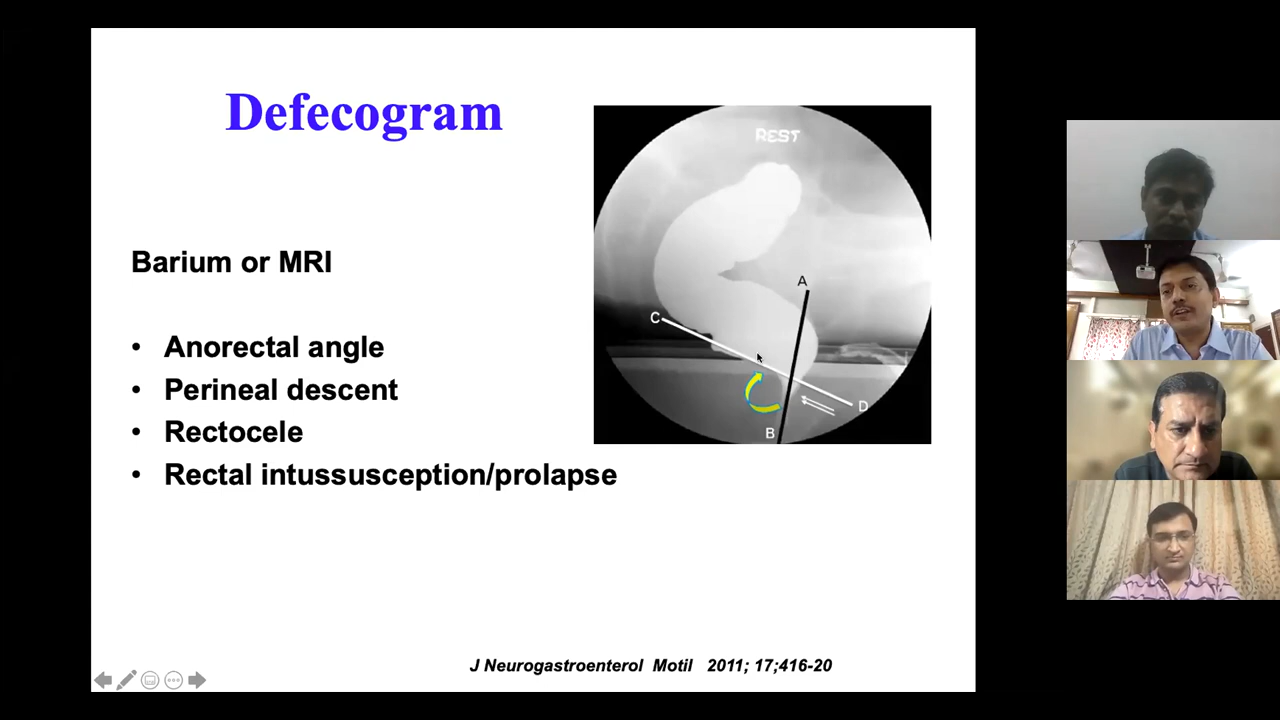 Defecogram
REST
Barium or MRI
A
C
• Anorectal angle
• Perineal descent
D
B
• Rectocele
• Rectal intussusception/prolapse
J Neurogastroenterol Motil 2011; 17;416-20